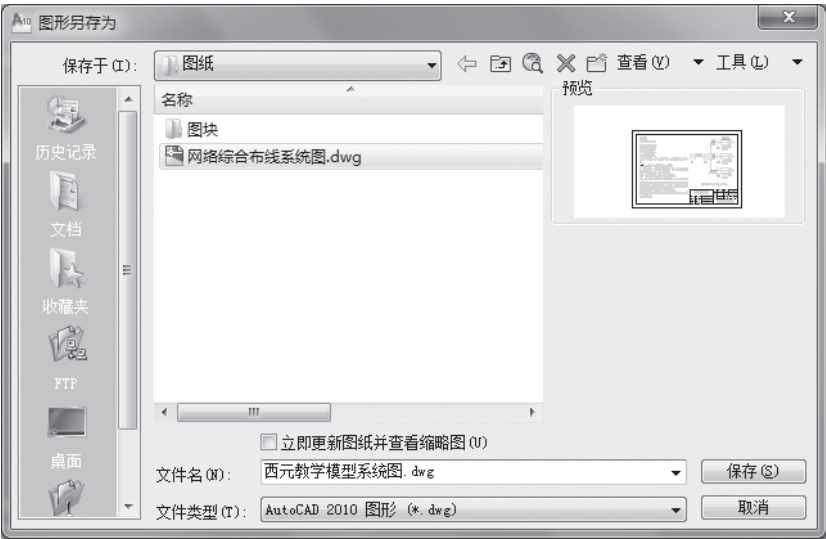 图形另存为
保存于(I):
图纸
查看(V)
工具(L)
名称
预览
图块
网络综合布线系统图.dwg
历史记录
文档
收藏夹
FTP
桌面
立即更新图纸并查看缩略图(U)
文件名(N):
西元教学模型系统图.dwg
保存(S)
文件类型(T):
AutoCAD 2010 图形 (*.dwg)
取消